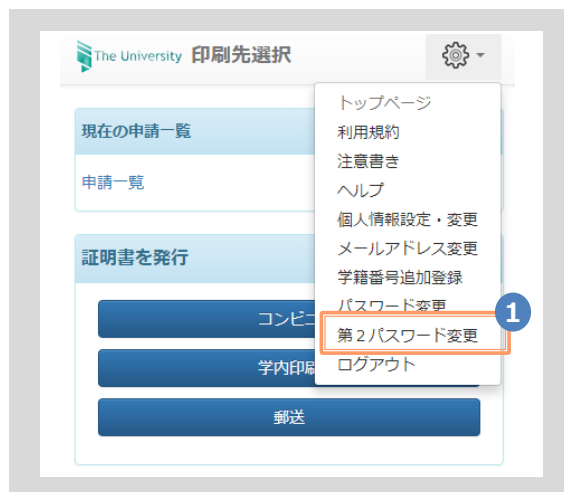 The University 印刷先選択
トップページ
現在の申請一覧
利用規約
注意書き
申請一覧
ヘルプ
個人情報設定・変更
メールアドレス変更
証明書を発行
学籍番号追加登録
パスワード変更
1
コンビニ
第2パスワード変更
学内印刷
ログアウト
郵送